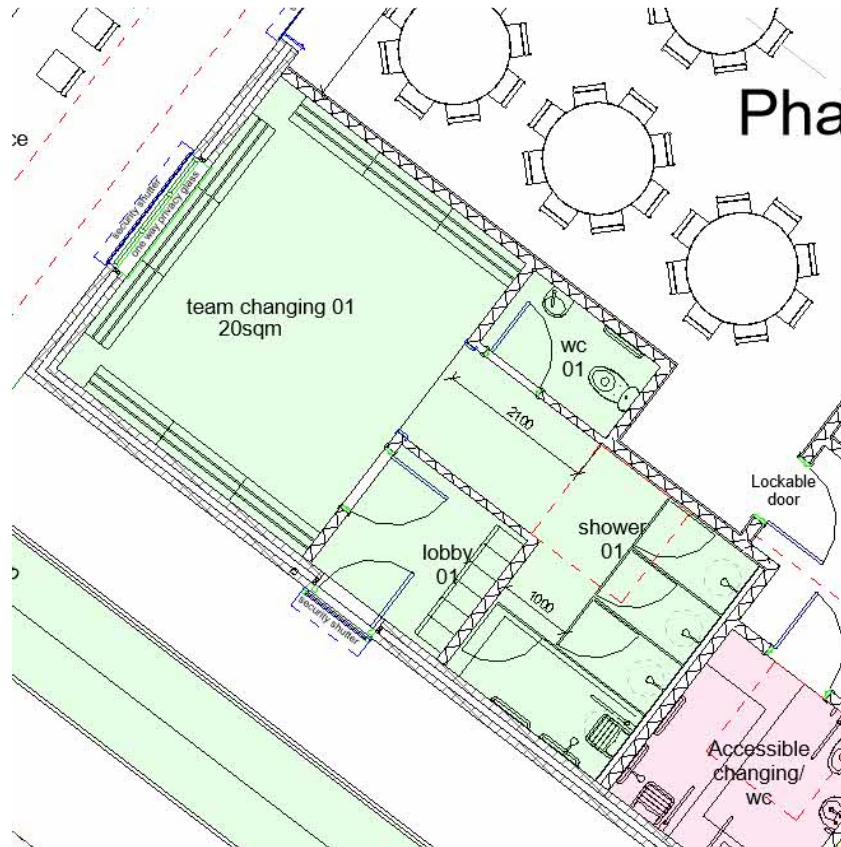 Pha
ce
security shutter
one way privacy glass
team changing 01
20sqm
wc
01
2100
Lockable
door
shower
01
lobby
01
1000
security shutter
Accessible
changing/
wc